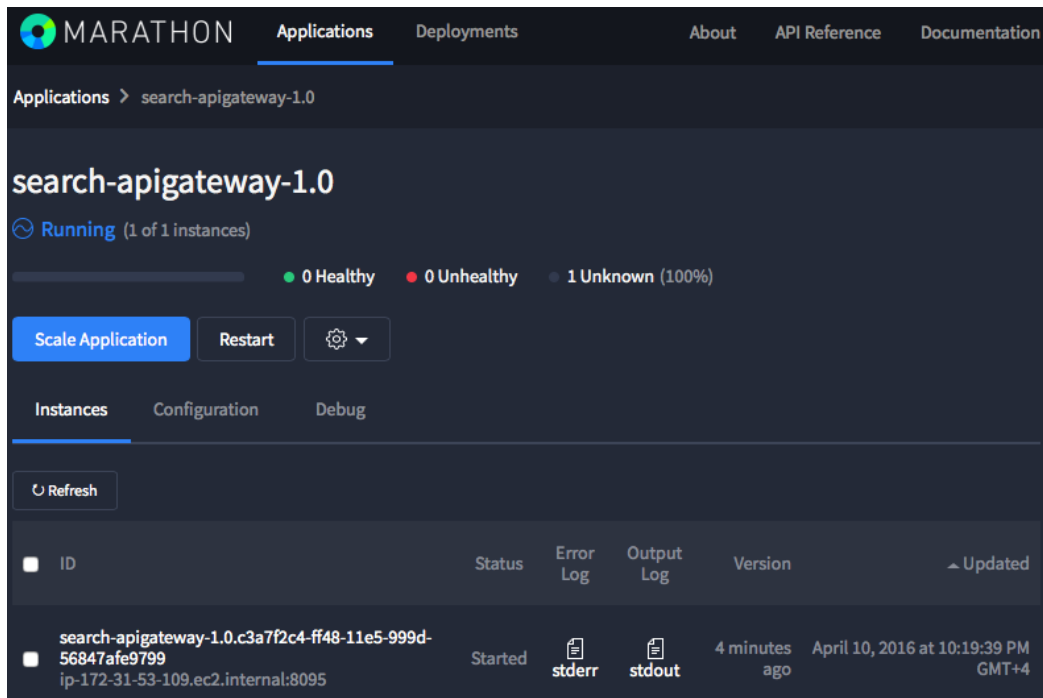 MARATHON Applications Deployments About API Reference Documentation
Applications > search-apigateway-1.0
search-apigateway-1.0
Running (1 of 1 instances)
0 Healthy 0 Unhealthy 1 Unknown (100%)
Scale Application Restart
Instances Configuration Debug
Refresh
ID Status Error Log Output Log Version Updated
search-apigateway-1.0.c3a7f2c4-ff48-11e5-999d-
56847afe9799
ip-172-31-53-109.ec2.internal:8095
Started
stderr
stdout
4 minutes
ago
April 10, 2016 at 10:19:39 PM
GMT+4